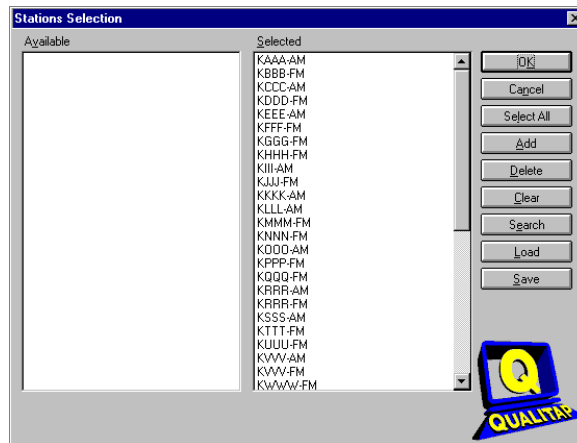 Stations Selection
Available
Selected
KAAA-AM
KBBB-FM
KCCC-AM
KDDD-FM
KEEE-AM
KFFF-FM
KGGG-FM
KHHH-FM
KIII-AM
KJJJ-FM
KKKK-AM
KLLL-AM
KMMM-FM
KNNN-FM
KOOO-AM
KPPP-FM
KQQQ-FM
KRRR-AM
KRRR-FM
KSSS-AM
KTTT-FM
KUUU-FM
KVVV-AM
KVVV-FM
KWWW-FM
OK
Cancel
Select All
Add
Delete
Clear
Search
Load
Save
Q
QUALITAP